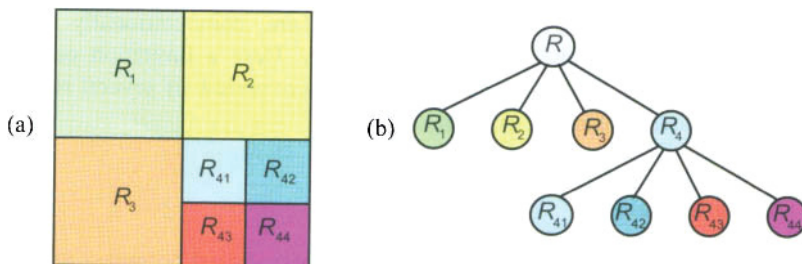 (a)
R₁ R₂
R₃ R₄₁ R₄₂
R₄₃ R₄₄
(b)
R
R₁ R₂ R₃ R₄
R₄₁ R₄₂ R₄₃ R₄₄